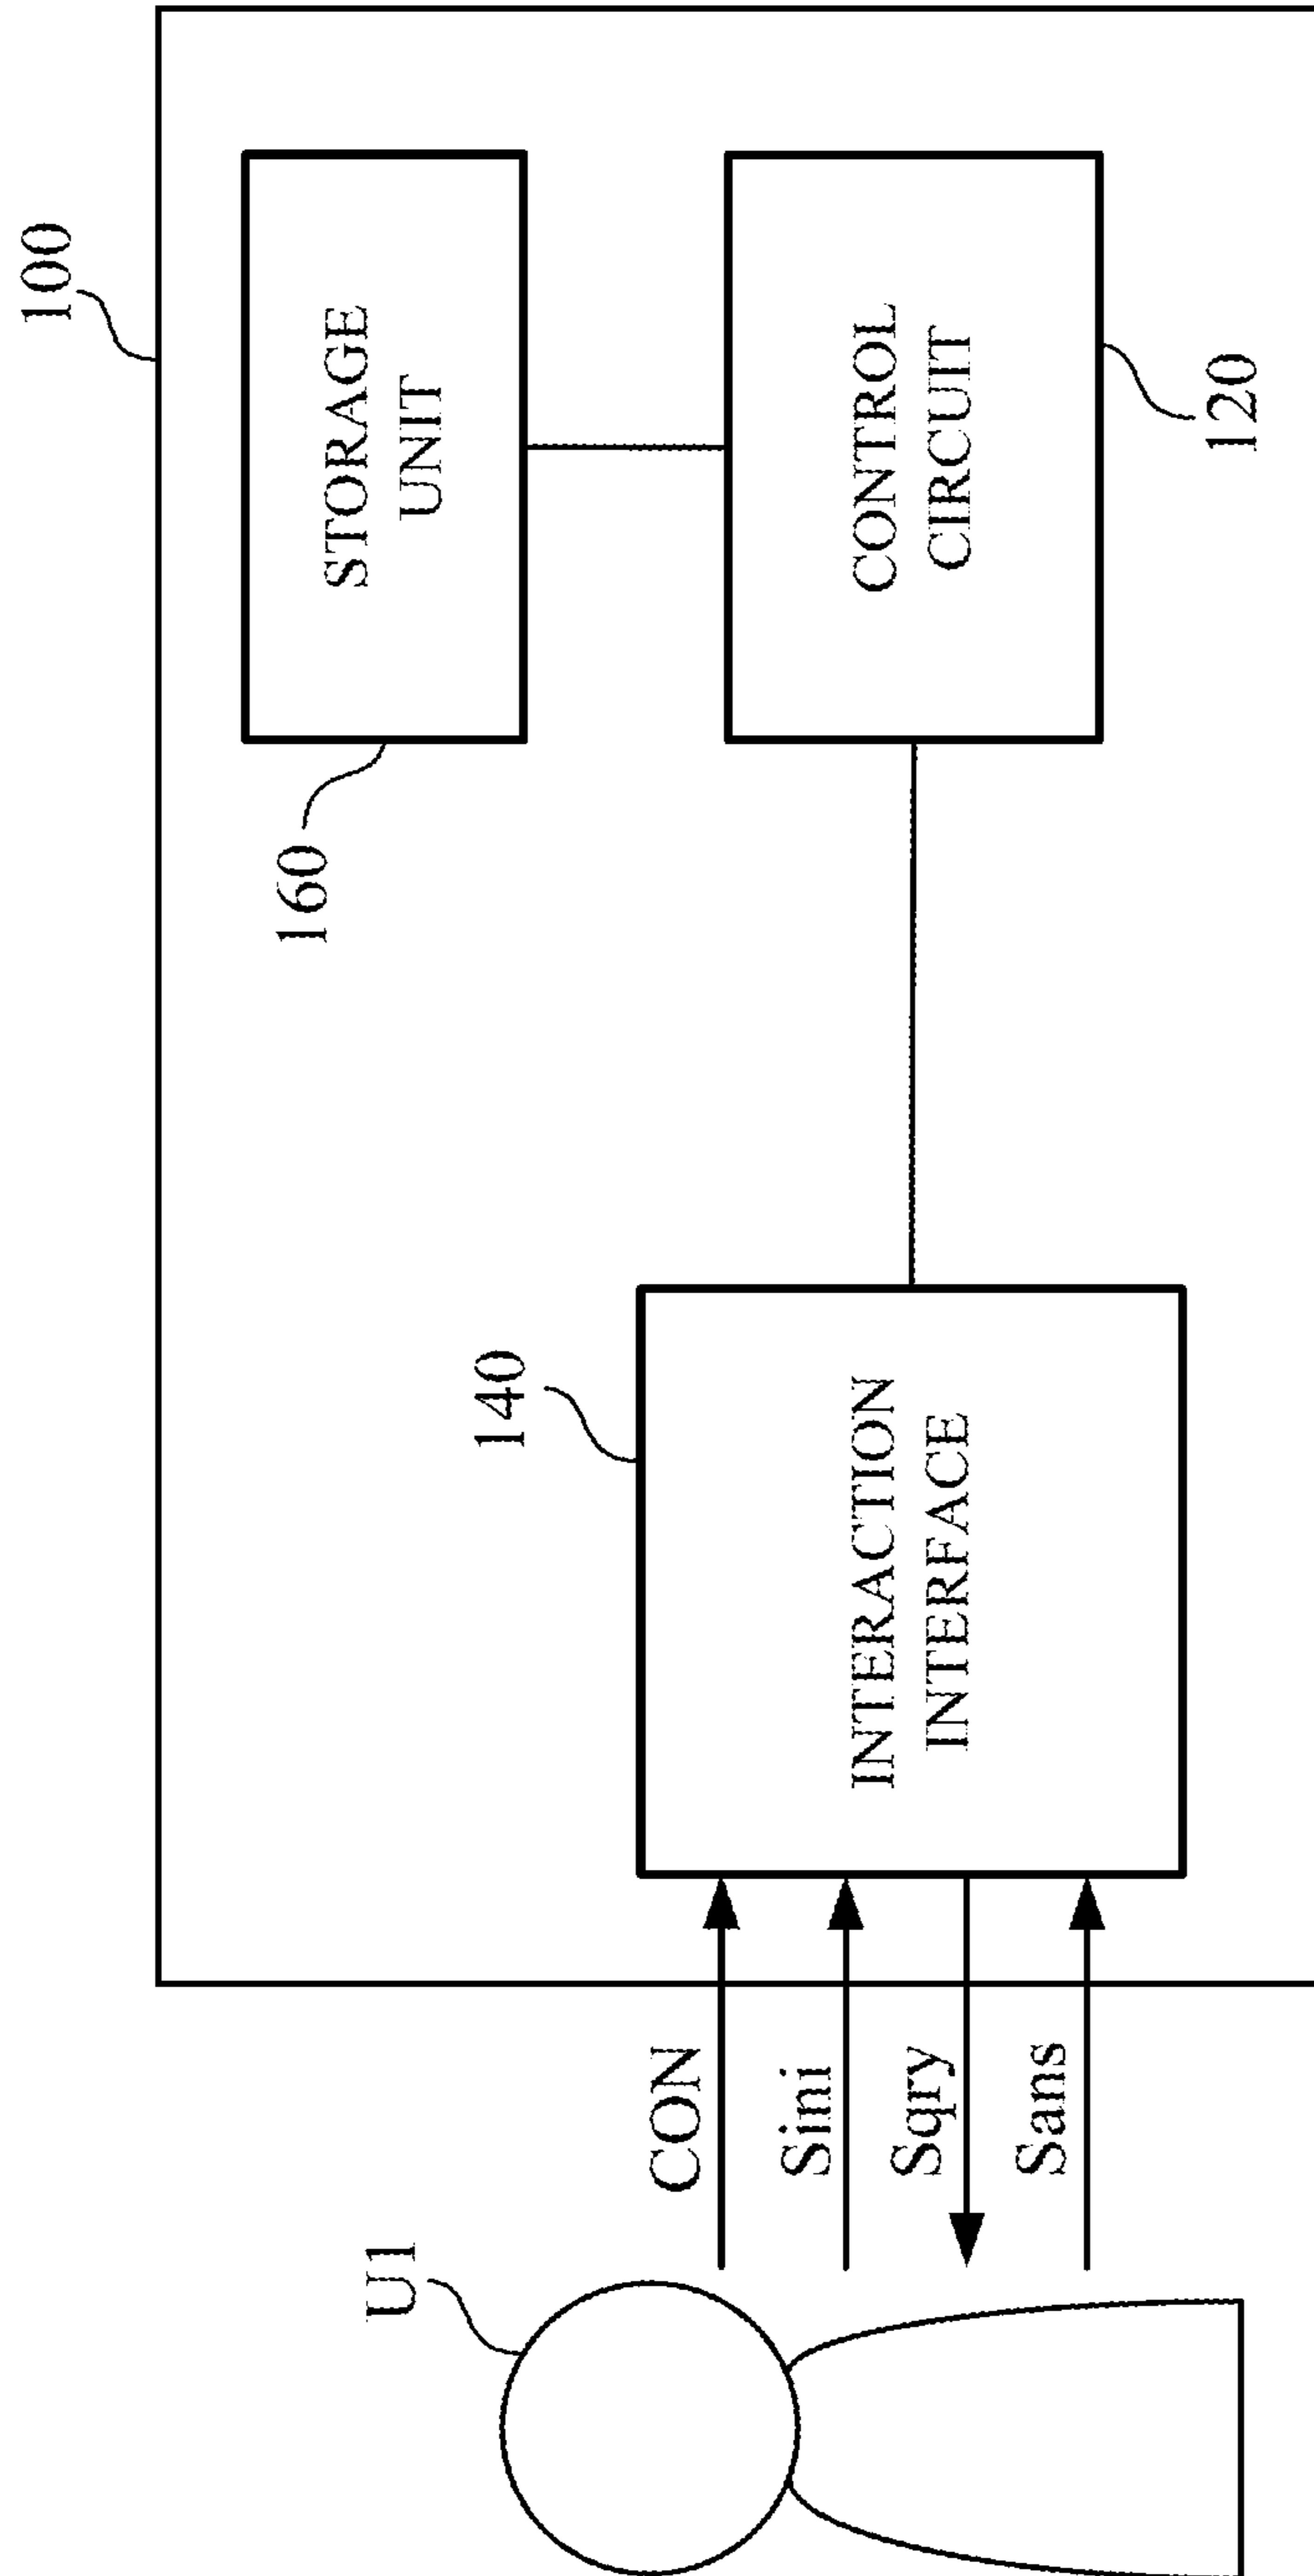 100
STORAGE
UNIT
160
CONTROL
CIRCUIT
120
140
INTERACTION
INTERFACE
U1
CON
Sini
Sqry
Sans